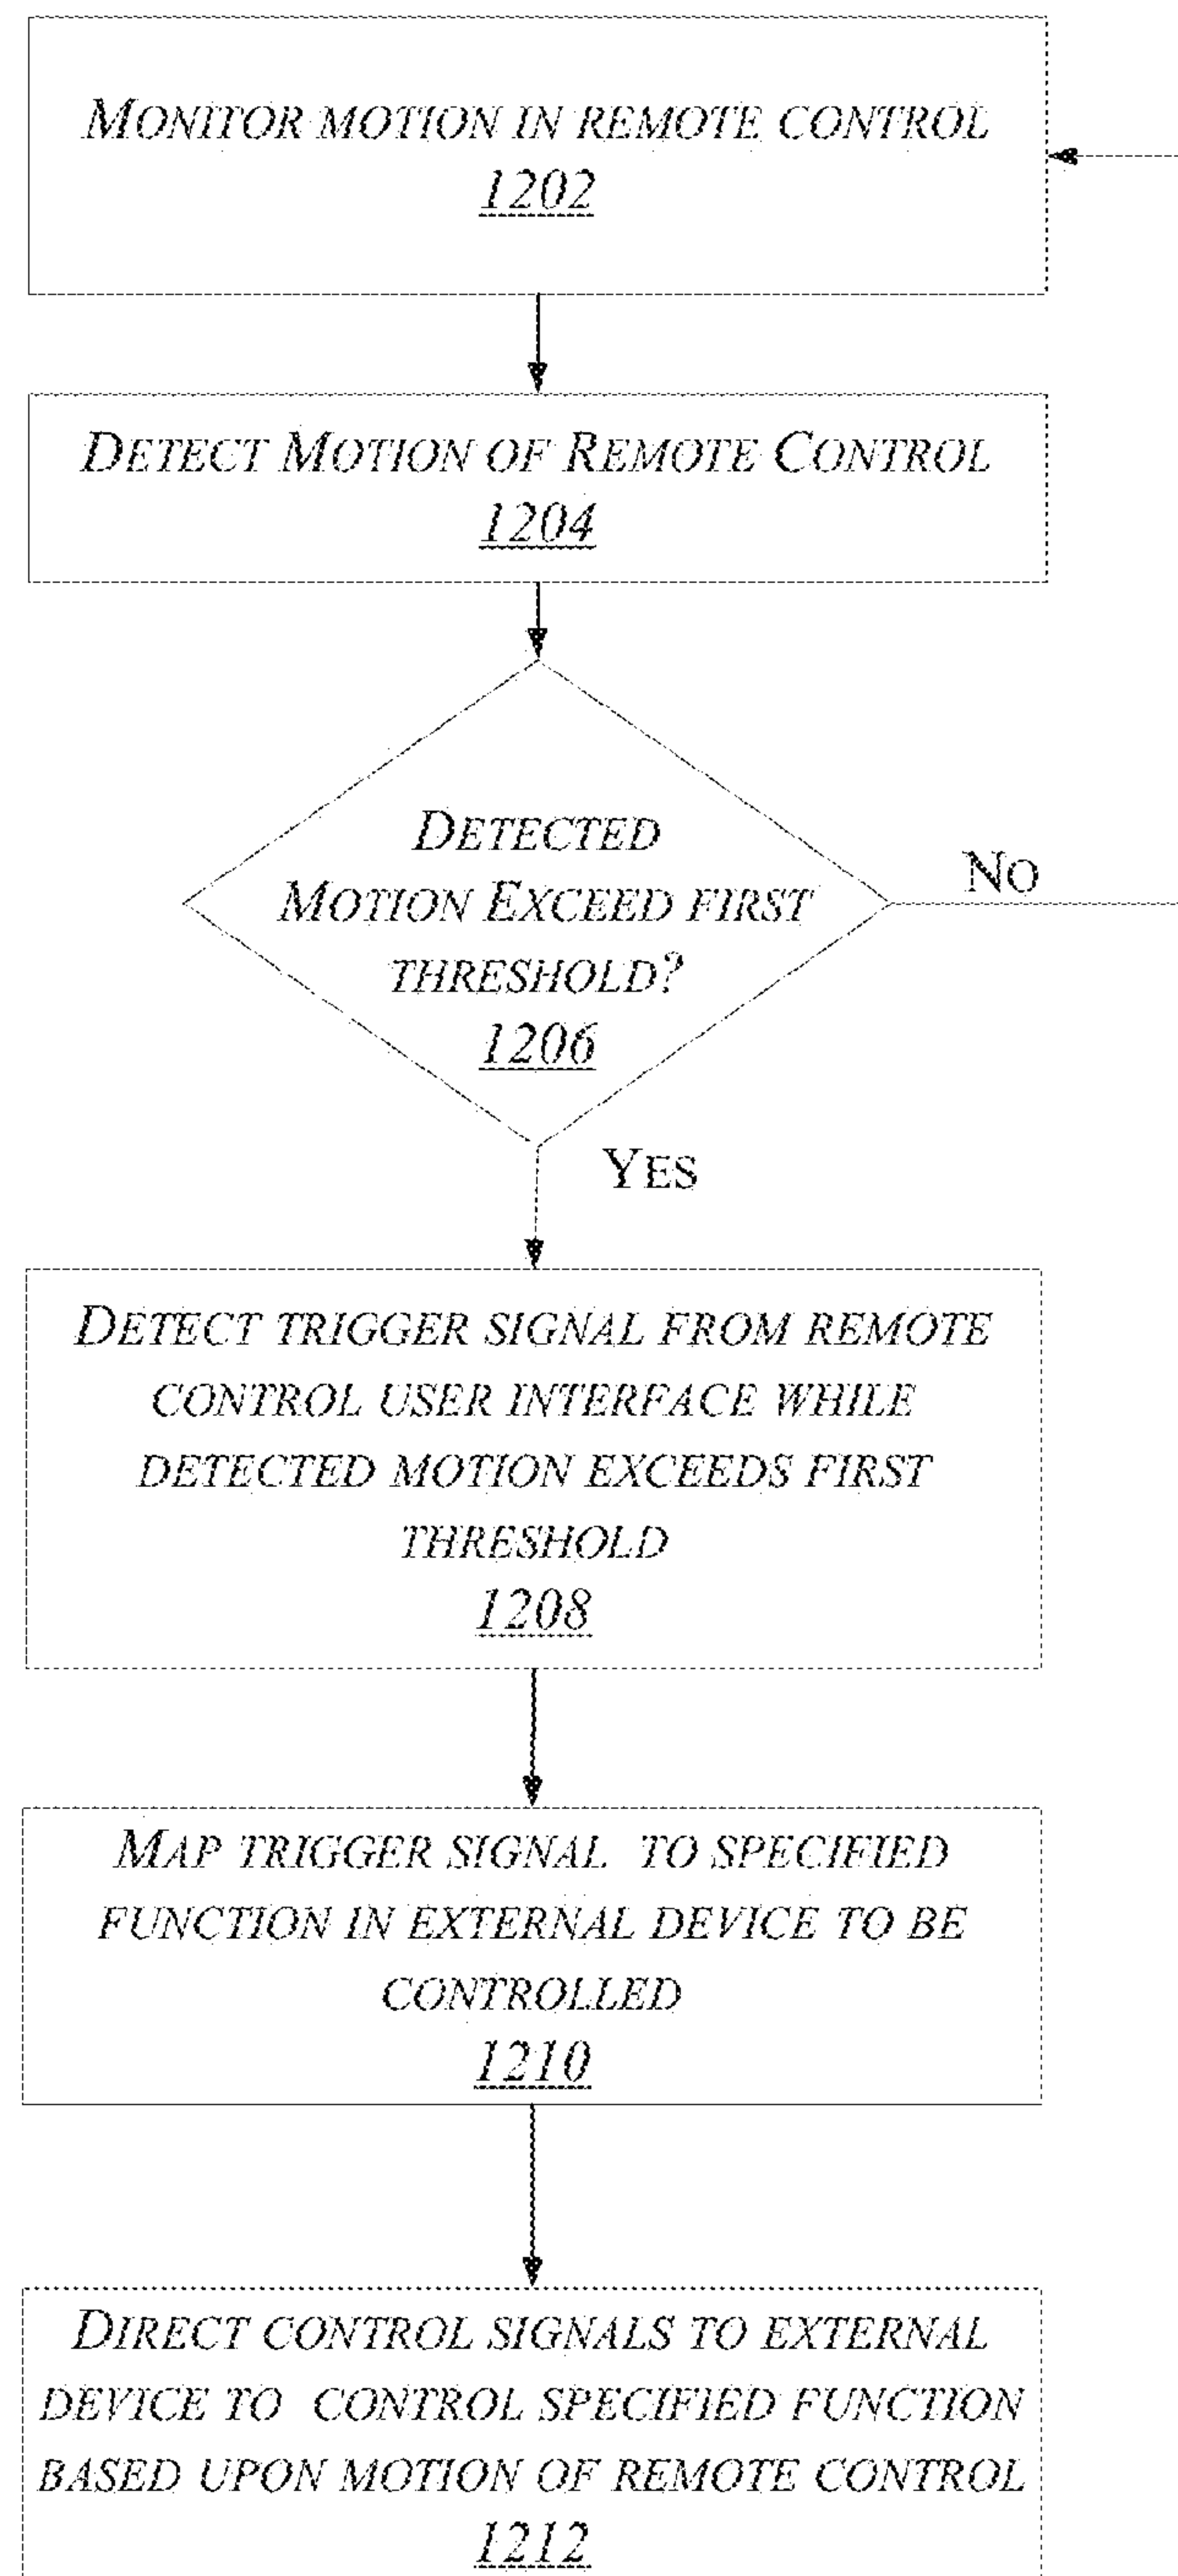 MONITOR MOTION IN REMOTE CONTROL
1202
DETECT MOTION OF REMOTE CONTROL
1204
DETECTED
MOTION EXCEED FIRST
THRESHOLD?
1206
NO
YES
DETECT TRIGGER SIGNAL FROM REMOTE
CONTROL USER INTERFACE WHILE
DETECTED MOTION EXCEEDS FIRST
THRESHOLD
1208
MAP TRIGGER SIGNAL TO SPECIFIED
FUNCTION IN EXTERNAL DEVICE TO BE
CONTROLLED
1210
DIRECT CONTROL SIGNALS TO EXTERNAL
DEVICE TO CONTROL SPECIFIED FUNCTION
BASED UPON MOTION OF REMOTE CONTROL
1212